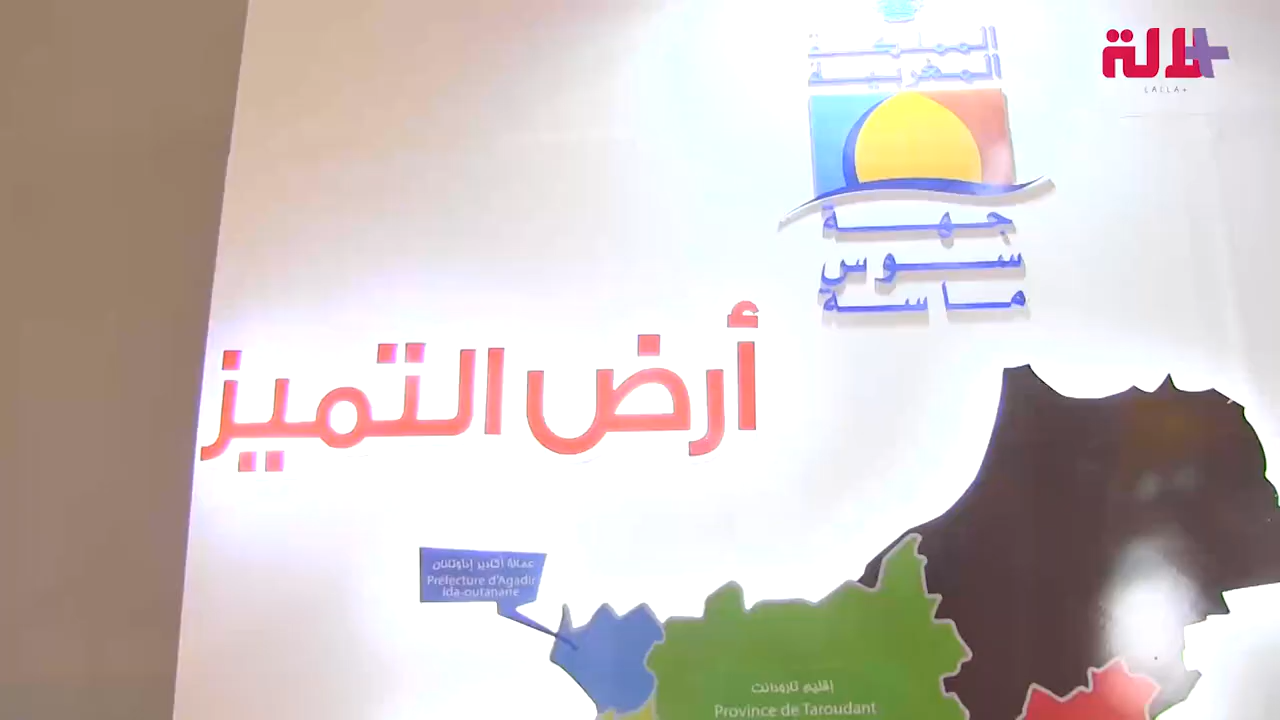 المملكة
المغربية
جهة
سوس
ماسة
لالة+
LALLA+
أرض التميز
عمالة أكادير إداوتنان
Préfecture d'Agadir
Ida-outanane
إقليم تارودانت
Province de Taroudant